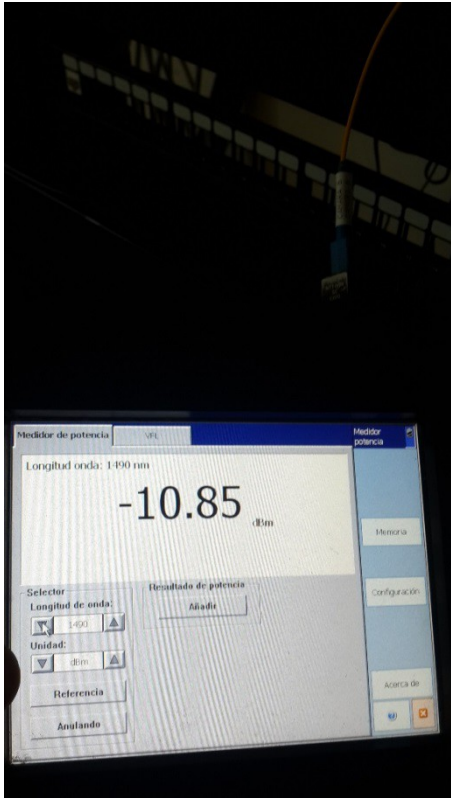 Medidor de potencia
VFL
Medidor
potencia
Longitud onda: 1490 nm
-10.85 dBm
Selector
Longitud de onda:
1490
Unidad:
dBm
Referencia
Anulando
Resultado de potencia
Añadir
Memoria
Configuración
Acerca de